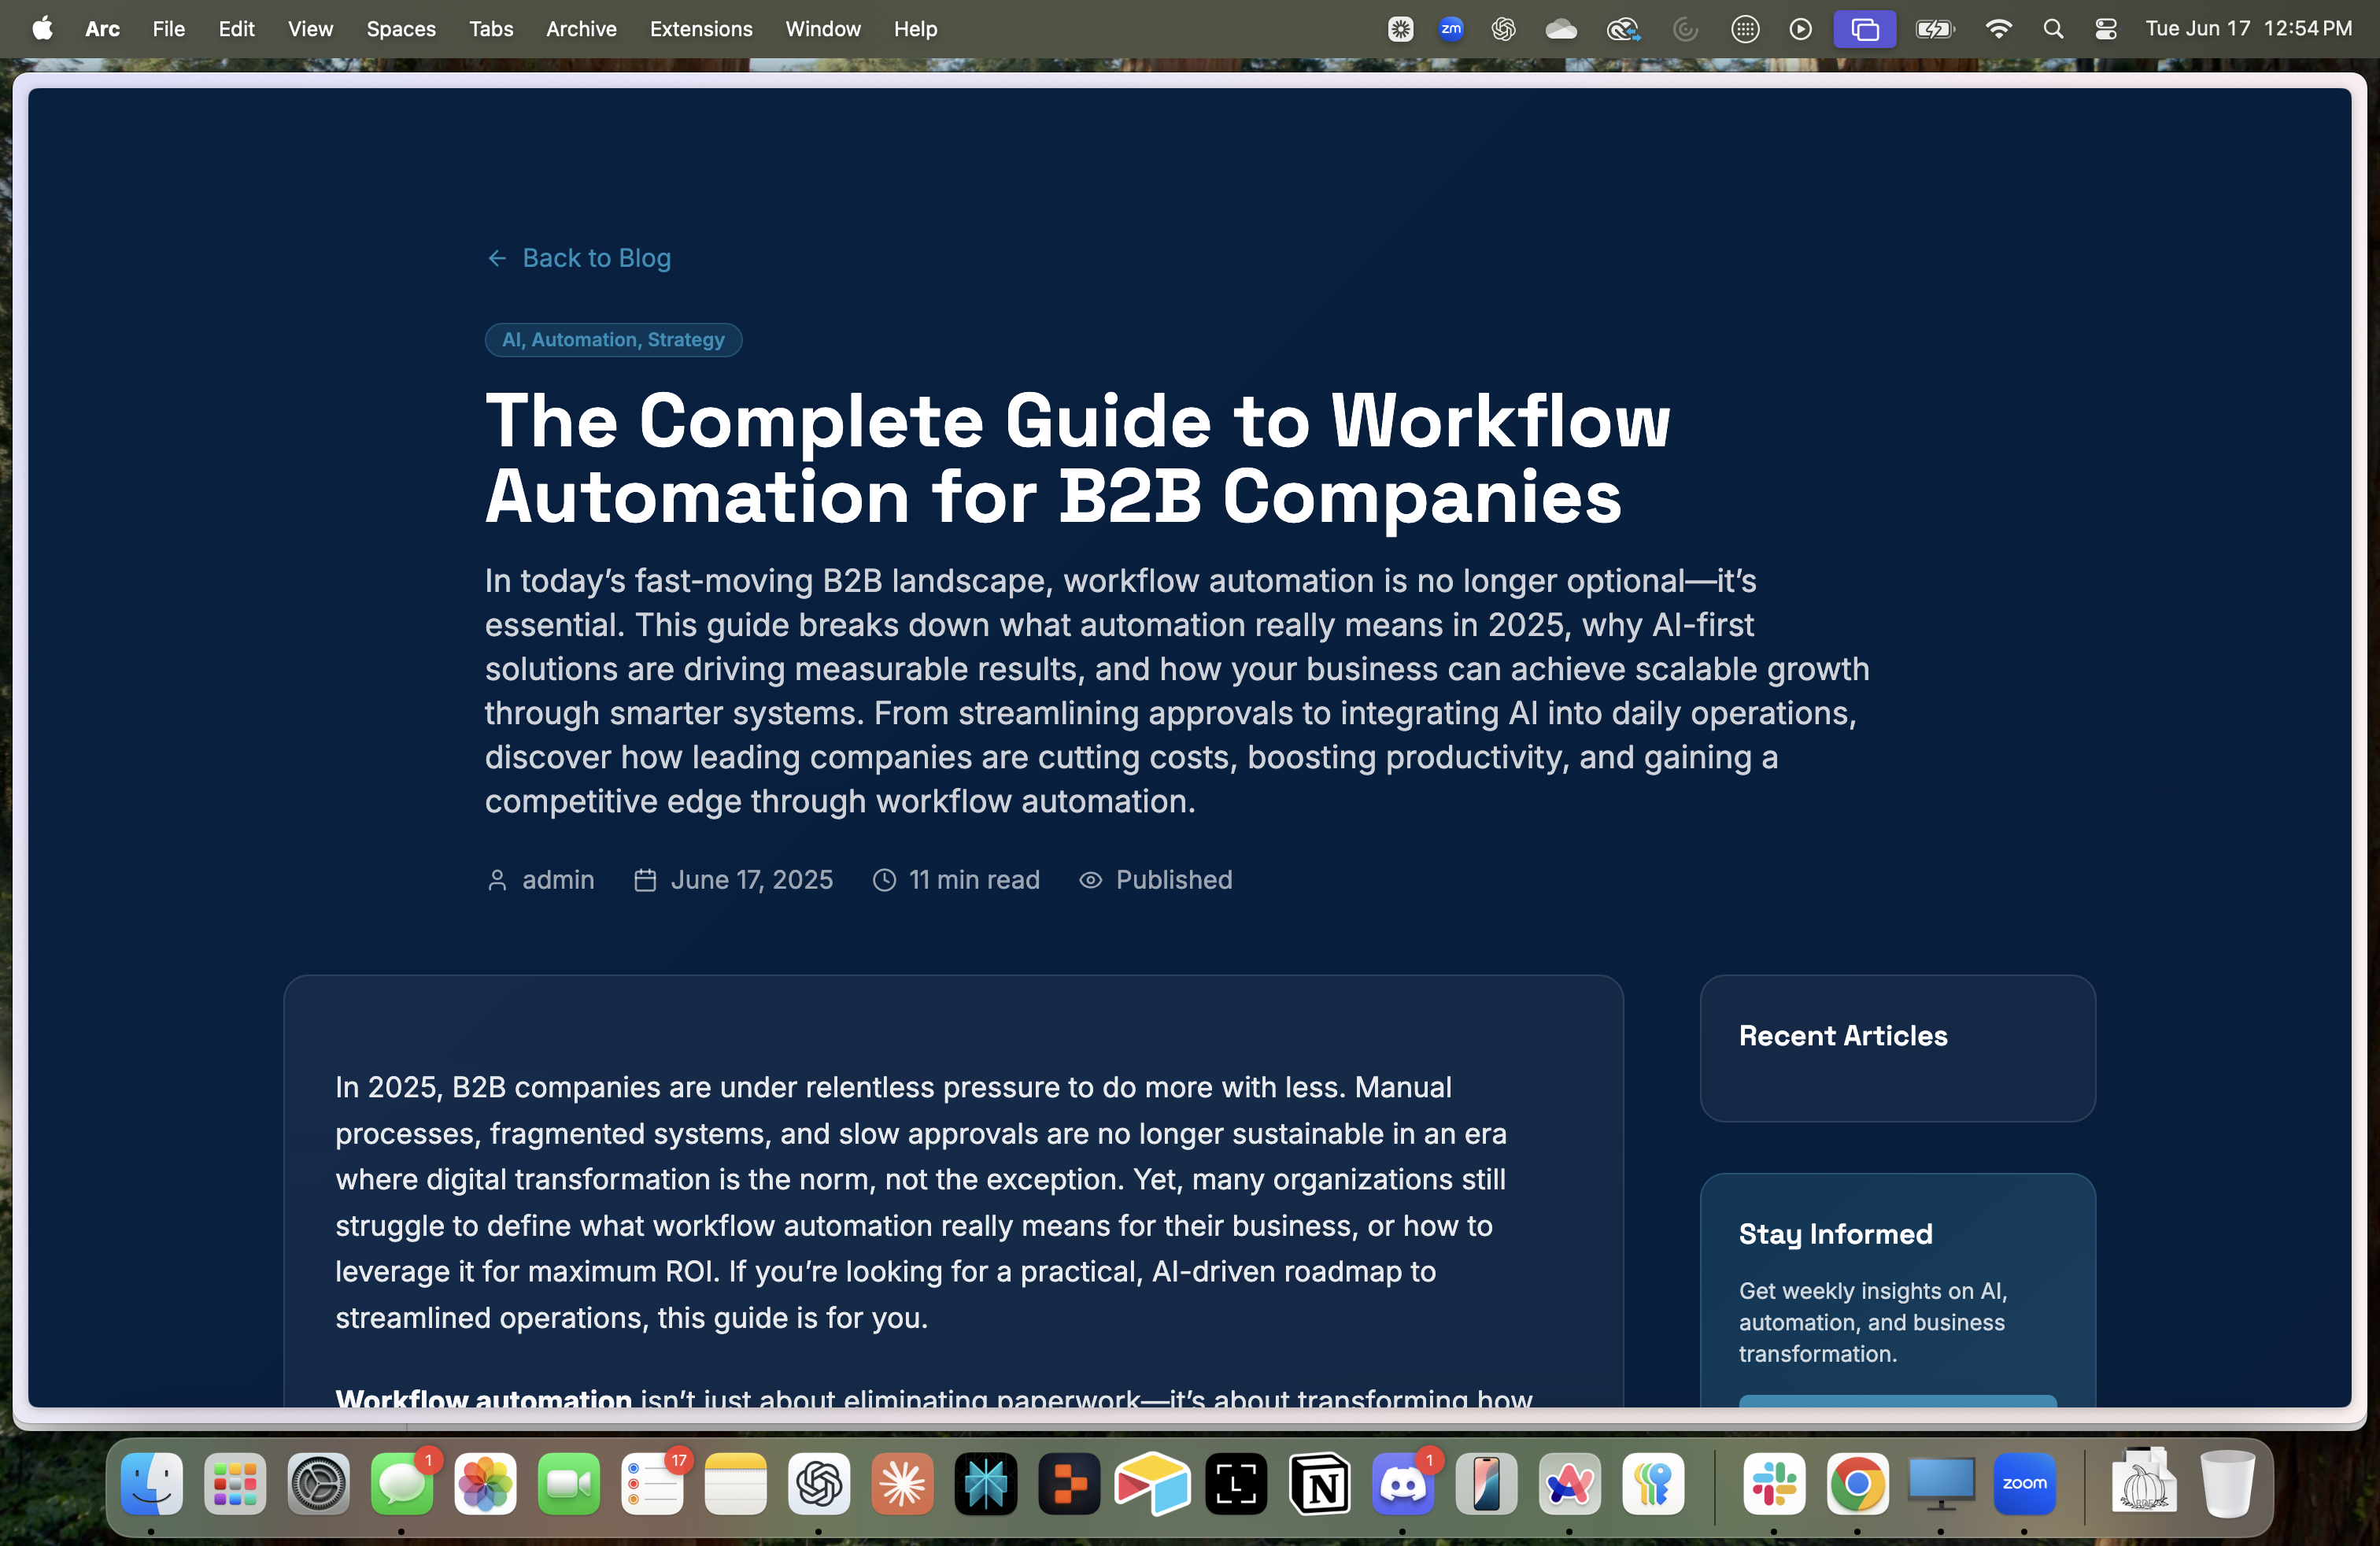 Arc File Edit View Spaces Tabs Archive Extensions Window Help zm Tue Jun 17 12:54 PM
Back to Blog
AI, Automation, Strategy
The Complete Guide to Workflow
Automation for B2B Companies
In today’s fast-moving B2B landscape, workflow automation is no longer optional—it’s
essential. This guide breaks down what automation really means in 2025, why AI-first
solutions are driving measurable results, and how your business can achieve scalable growth
through smarter systems. From streamlining approvals to integrating AI into daily operations,
discover how leading companies are cutting costs, boosting productivity, and gaining a
competitive edge through workflow automation.
admin June 17, 2025 11 min read Published
In 2025, B2B companies are under relentless pressure to do more with less. Manual
processes, fragmented systems, and slow approvals are no longer sustainable in an era
where digital transformation is the norm, not the exception. Yet, many organizations still
struggle to define what workflow automation really means for their business, or how to
leverage it for maximum ROI. If you’re looking for a practical, AI-driven roadmap to
streamlined operations, this guide is for you.
Workflow automation isn’t just about eliminating paperwork—it’s about transforming how
Recent Articles
Stay Informed
Get weekly insights on AI,
automation, and business
transformation.
1 17 L N 1 zoom